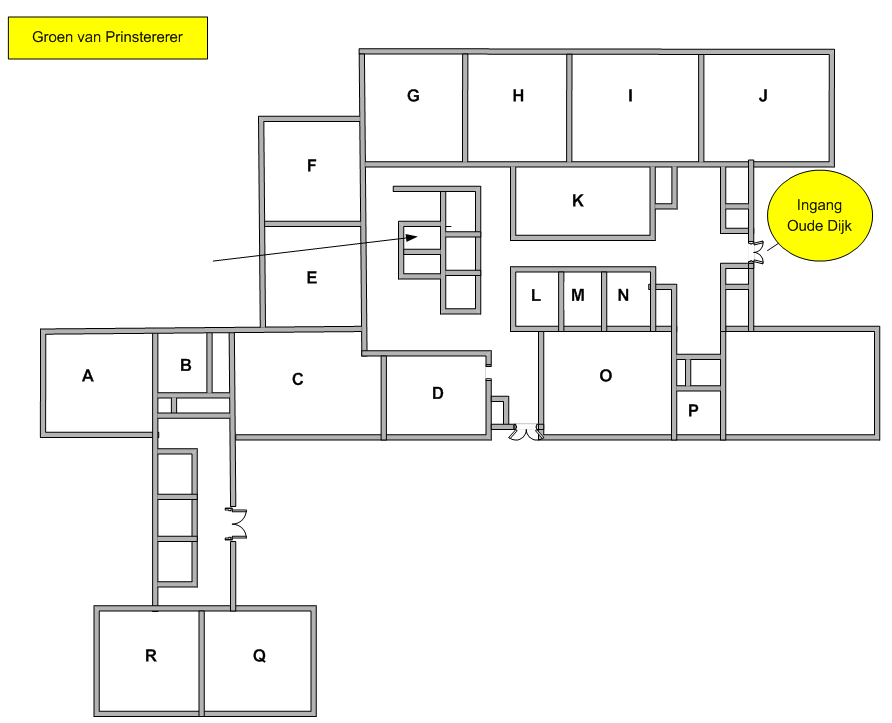 Groen van Prinstererer
G H I J
F
K
Ingang
Oude Dijk
E
L M N
A B C D O
P
R Q